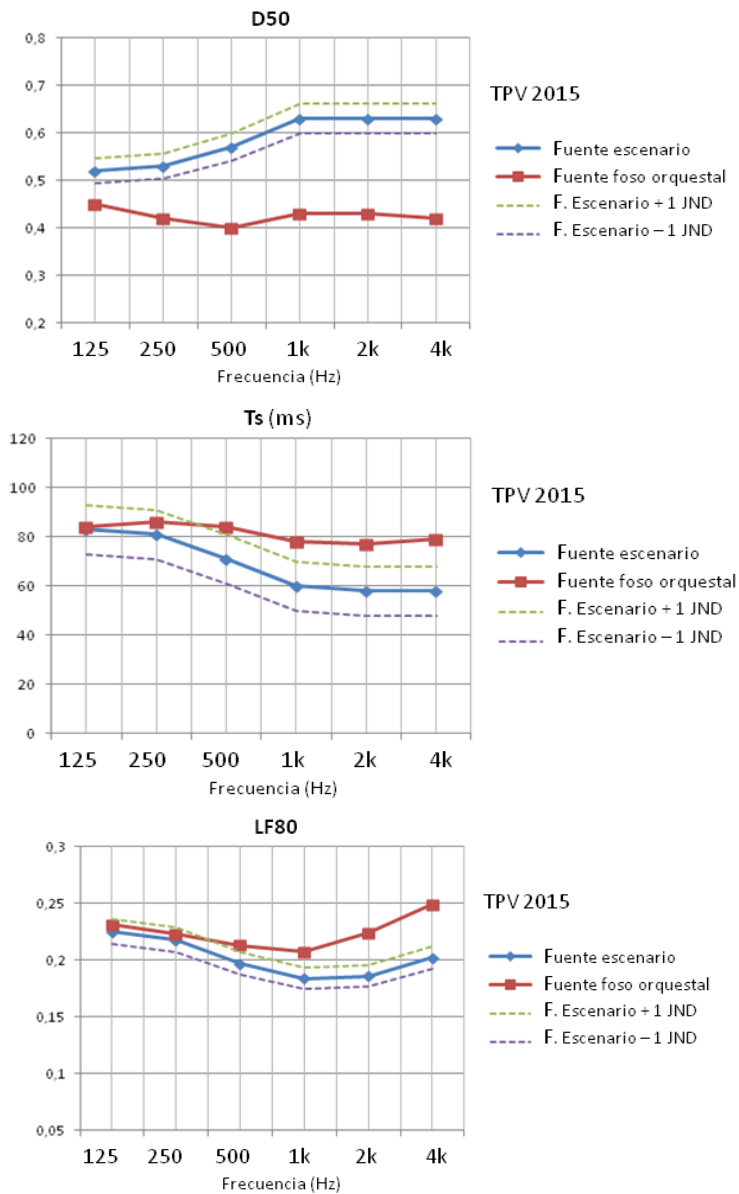 D50
0,8
0,7
0,6
0,5
0,4
0,3
0,2
125 250 500 1k 2k 4k
Frecuencia (Hz)
TPV 2015
Fuente escenario
Fuente foso orquestal
F. Escenario + 1 JND
F. Escenario – 1 JND
Ts (ms)
120
100
80
60
40
20
0
125 250 500 1k 2k 4k
Frecuencia (Hz)
TPV 2015
Fuente escenario
Fuente foso orquestal
F. Escenario + 1 JND
F. Escenario – 1 JND
LF80
0,3
0,25
0,2
0,15
0,1
0,05
125 250 500 1k 2k 4k
Frecuencia (Hz)
TPV 2015
Fuente escenario
Fuente foso orquestal
F. Escenario + 1 JND
F. Escenario – 1 JND